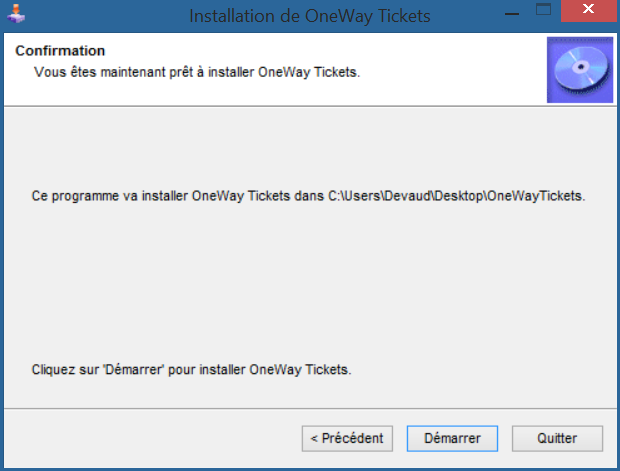 Installation de OneWay Tickets
Confirmation
Vous êtes maintenant prêt à installer OneWay Tickets.
Ce programme va installer OneWay Tickets dans C:\Users\Devaud\Desktop\OneWayTickets.
Cliquez sur 'Démarrer' pour installer OneWay Tickets.
< Précédent Démarrer Quitter